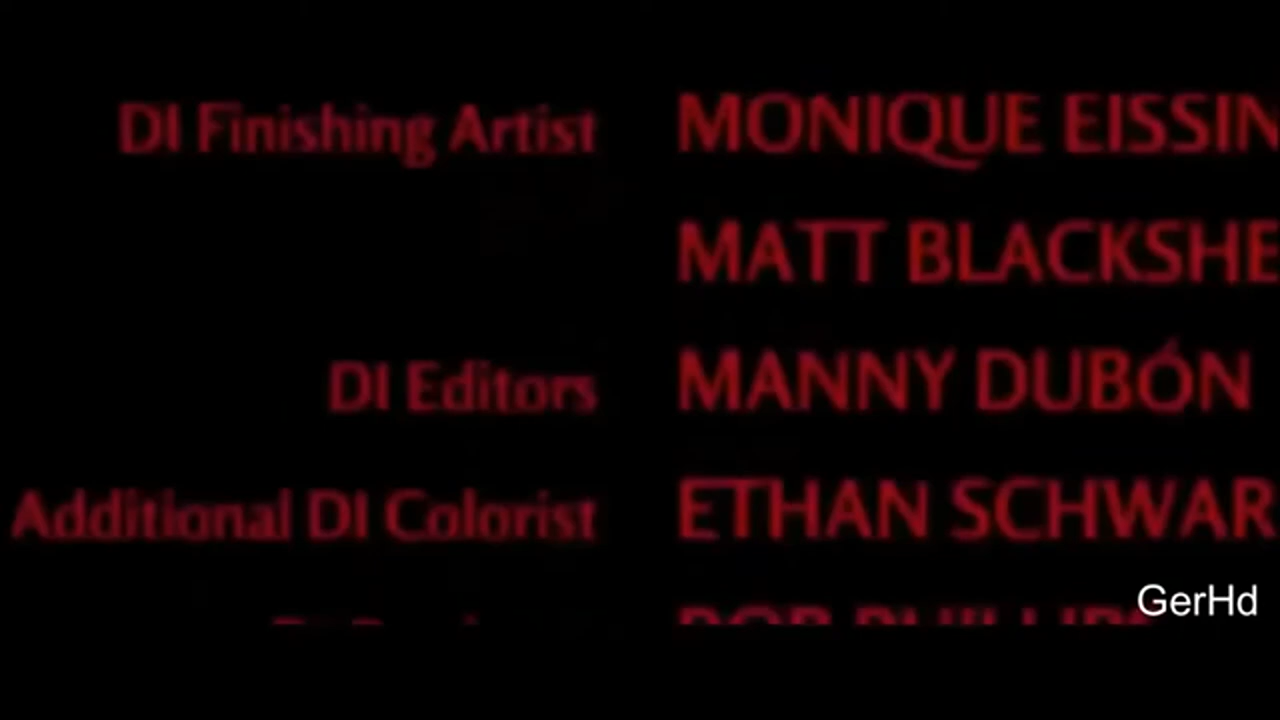 DI Finishing Artist MONIQUE EISSIN
MATT BLACKSHE
DI Editors MANNY DUBÓN
Additional DI Colorist ETHAN SCHWAR
GerHd